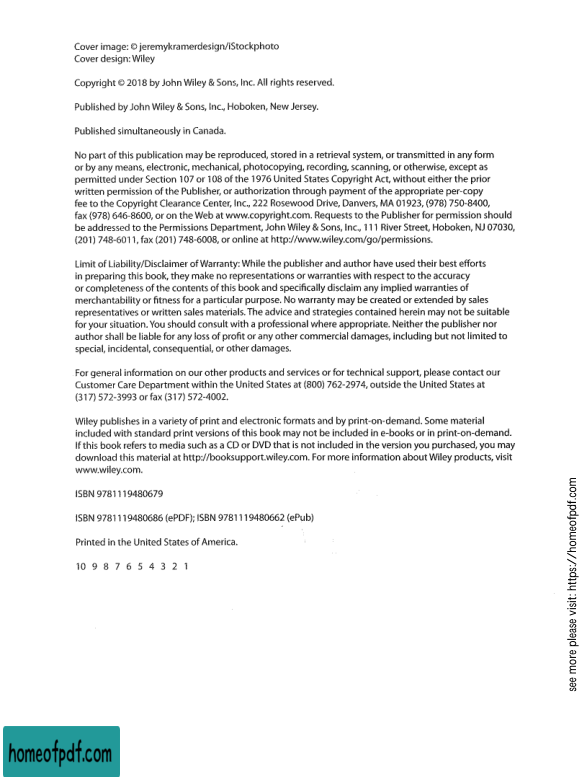 Cover image: © jeremykramerdesign/iStockphoto
Cover design: Wiley
Copyright © 2018 by John Wiley & Sons, Inc. All rights reserved.
Published by John Wiley & Sons, Inc., Hoboken, New Jersey.
Published simultaneously in Canada.
No part of this publication may be reproduced, stored in a retrieval system, or transmitted in any form
or by any means, electronic, mechanical, photocopying, recording, scanning, or otherwise, except as
permitted under Section 107 or 108 of the 1976 United States Copyright Act, without either the prior
written permission of the Publisher, or authorization through payment of the appropriate per-copy
fee to the Copyright Clearance Center, Inc., 222 Rosewood Drive, Danvers, MA 01923, (978) 750-8400,
fax (978) 646-8600, or on the Web at www.copyright.com. Requests to the Publisher for permission should
be addressed to the Permissions Department, John Wiley & Sons, Inc., 111 River Street, Hoboken, NJ 07030,
(201) 748-6011, fax (201) 748-6008, or online at http://www.wiley.com/go/permissions.
Limit of Liability/Disclaimer of Warranty: While the publisher and author have used their best efforts
in preparing this book, they make no representations or warranties with respect to the accuracy
or completeness of the contents of this book and specifically disclaim any implied warranties of
merchantability or fitness for a particular purpose. No warranty may be created or extended by sales
representatives or written sales materials. The advice and strategies contained herein may not be suitable
for your situation. You should consult with a professional where appropriate. Neither the publisher nor
author shall be liable for any loss of profit or any other commercial damages, including but not limited to
special, incidental, consequential, or other damages.
For general information on our other products and services or for technical support, please contact our
Customer Care Department within the United States at (800) 762-2974, outside the United States at
(317) 572-3993 or fax (317) 572-4002.
Wiley publishes in a variety of print and electronic formats and by print-on-demand. Some material
included with standard print versions of this book may not be included in e-books or in print-on-demand.
If this book refers to media such as a CD or DVD that is not included in the version you purchased, you may
download this material at http://booksupport.wiley.com. For more information about Wiley products, visit
www.wiley.com.
ISBN 9781119480679
ISBN 9781119480686 (ePDF); ISBN 9781119480662 (ePub)
Printed in the United States of America.
10 9 8 7 6 5 4 3 2 1
see more please visit: https://homeofpdf.com
homeofpdf.com